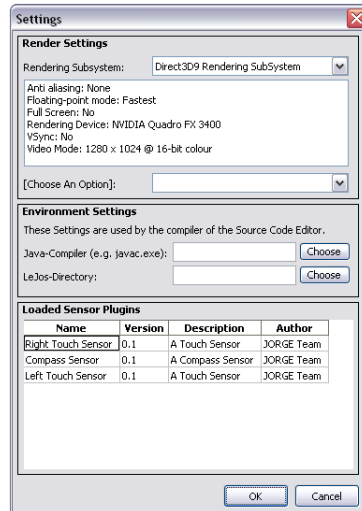 Settings
Render Settings
Rendering Subsystem: Direct3D9 Rendering SubSystem
Anti aliasing: None
Floating-point mode: Fastest
Full Screen: No
Rendering Device: NVIDIA Quadro FX 3400
VSync: No
Video Mode: 1280 x 1024 @ 16-bit colour
[Choose An Option]:
Environment Settings
These Settings are used by the compiler of the Source Code Editor.
Java-Compiler (e.g. javac.exe): Choose
LeJos-Directory: Choose
Loaded Sensor Plugins
Name Version Description Author
Right Touch Sensor 0.1 A Touch Sensor JORGE Team
Compass Sensor 0.1 A Compass Sensor JORGE Team
Left Touch Sensor 0.1 A Touch Sensor JORGE Team
OK Cancel